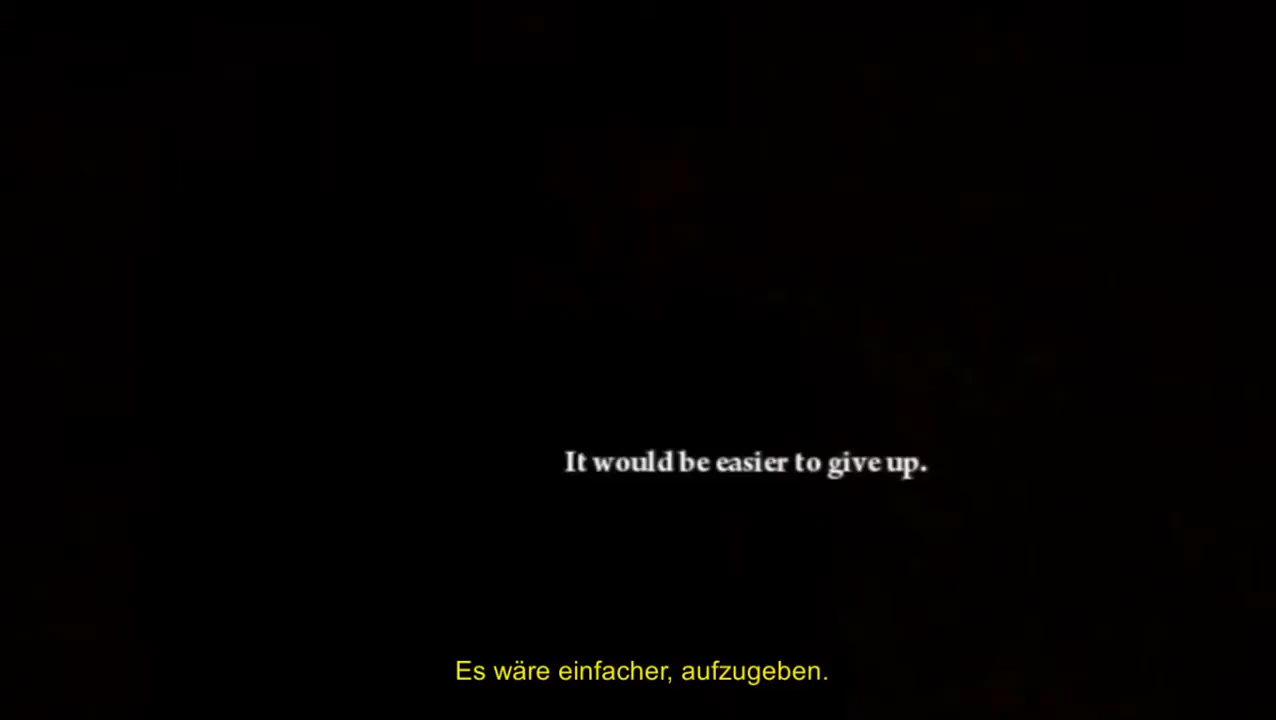 It would be easier to give up.
Es wäre einfacher, aufzugeben.